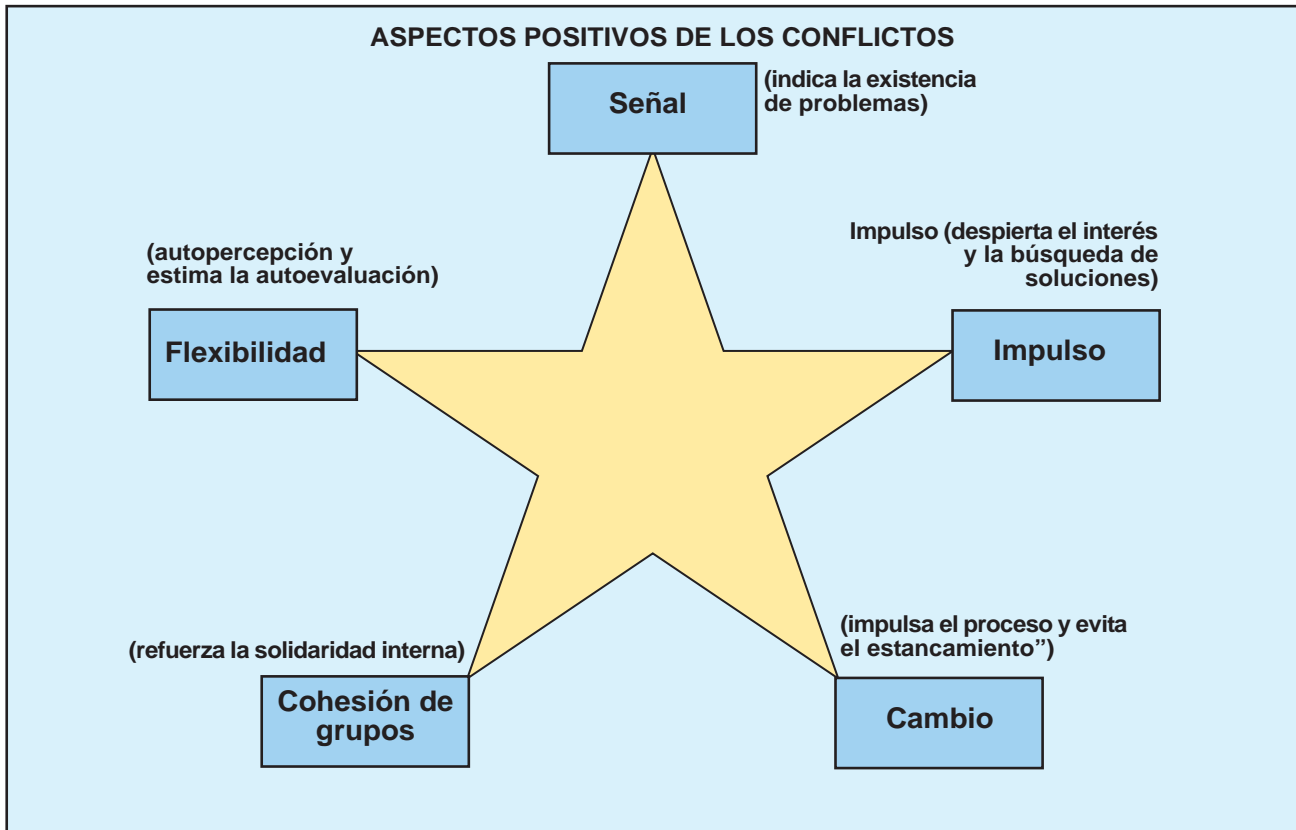 ASPECTOS POSITIVOS DE LOS CONFLICTOS
Señal
(indica la existencia
de problemas)
(autopercepción y
estima la autoevaluación)
Flexibilidad
Impulso (despierta el interés
y la búsqueda de
soluciones)
Impulso
(refuerza la solidaridad interna)
Cohesión de
grupos
(impulsa el proceso y evita
el estancamiento”)
Cambio